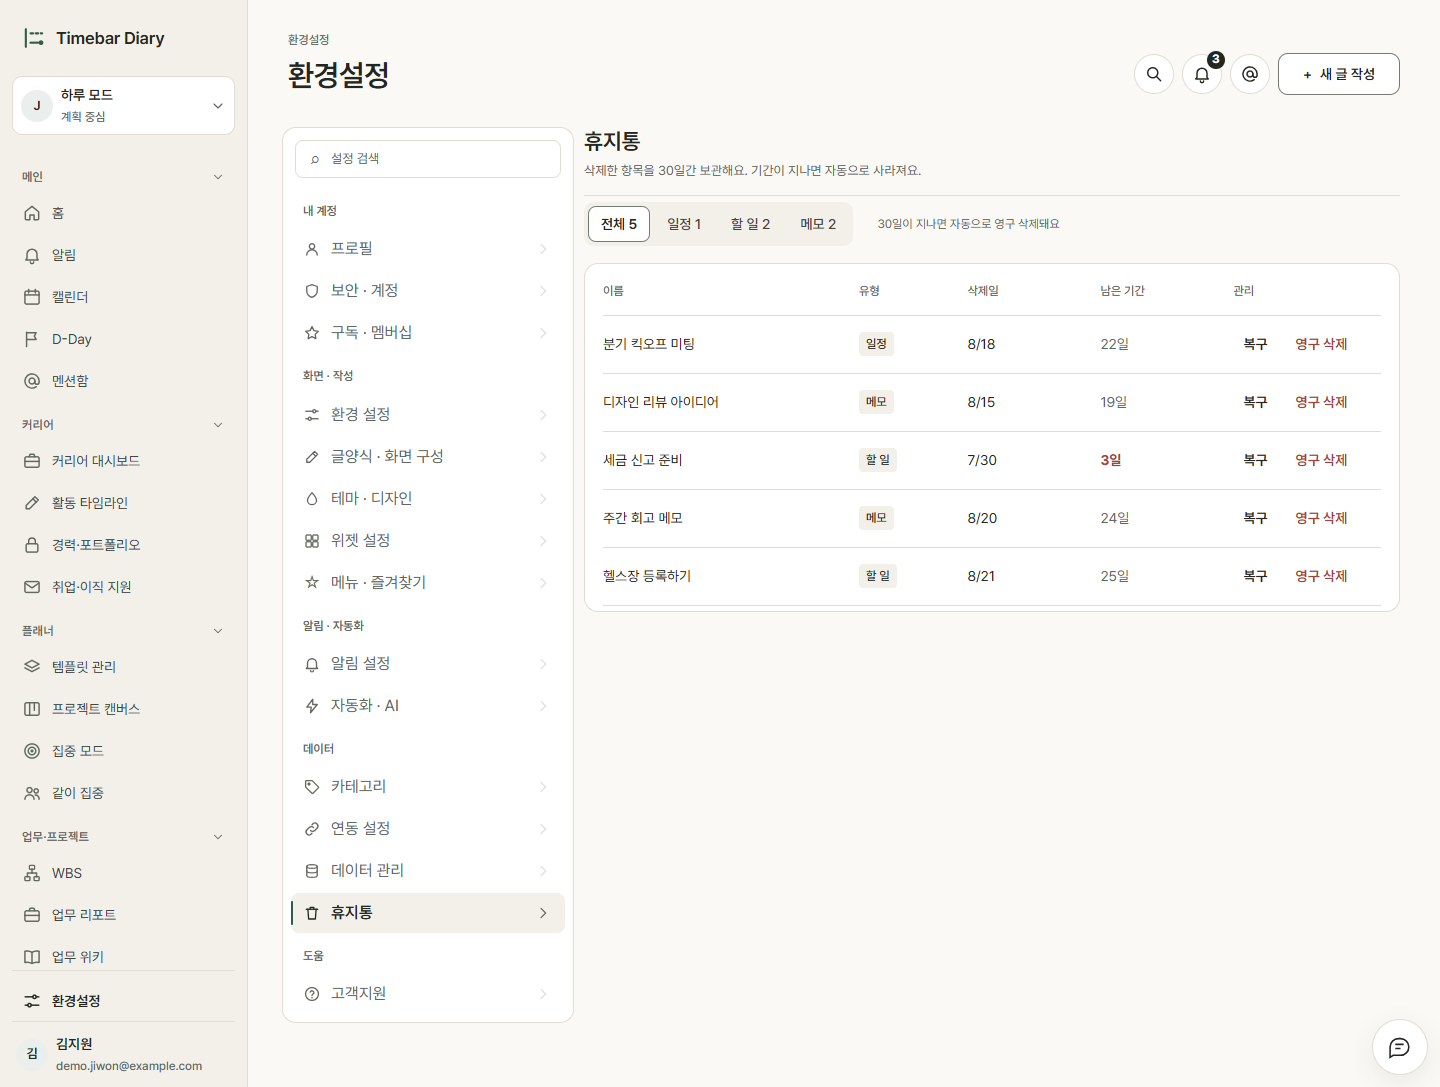 Timebar Diary
J
하루 모드
계획 중심
메인
홈
알림
캘린더
D-Day
멘션함
커리어
커리어 대시보드
활동 타임라인
경력·포트폴리오
취업·이직 지원
플래너
템플릿 관리
프로젝트 캔버스
집중 모드
같이 집중
업무·프로젝트
WBS
업무 리포트
업무 위키
환경설정
김
김지원
demo.jiwon@example.com
환경설정
환경설정
3
+ 새 글 작성
설정 검색
내 계정
프로필
보안 · 계정
구독 · 멤버십
화면 · 작성
환경 설정
글양식 · 화면 구성
테마 · 디자인
위젯 설정
메뉴 · 즐겨찾기
알림 · 자동화
알림 설정
자동화 · AI
데이터
카테고리
연동 설정
데이터 관리
휴지통
도움
고객지원
휴지통
삭제한 항목을 30일간 보관해요. 기간이 지나면 자동으로 사라져요.
전체 5 일정 1 할 일 2 메모 2 30일이 지나면 자동으로 영구 삭제돼요
이름 유형 삭제일 남은 기간 관리
분기 킥오프 미팅 일정 8/18 22일 복구 영구 삭제
디자인 리뷰 아이디어 메모 8/15 19일 복구 영구 삭제
세금 신고 준비 할 일 7/30 3일 복구 영구 삭제
주간 회고 메모 메모 8/20 24일 복구 영구 삭제
헬스장 등록하기 할 일 8/21 25일 복구 영구 삭제